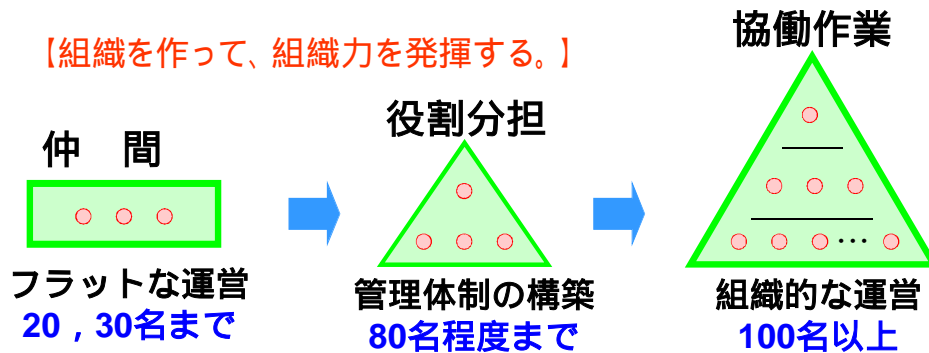 【組織を作って、組織力を発揮する。】
仲　間
フラットな運営
20，30名まで
役割分担
管理体制の構築
80名程度まで
協働作業
…
組織的な運営
100名以上